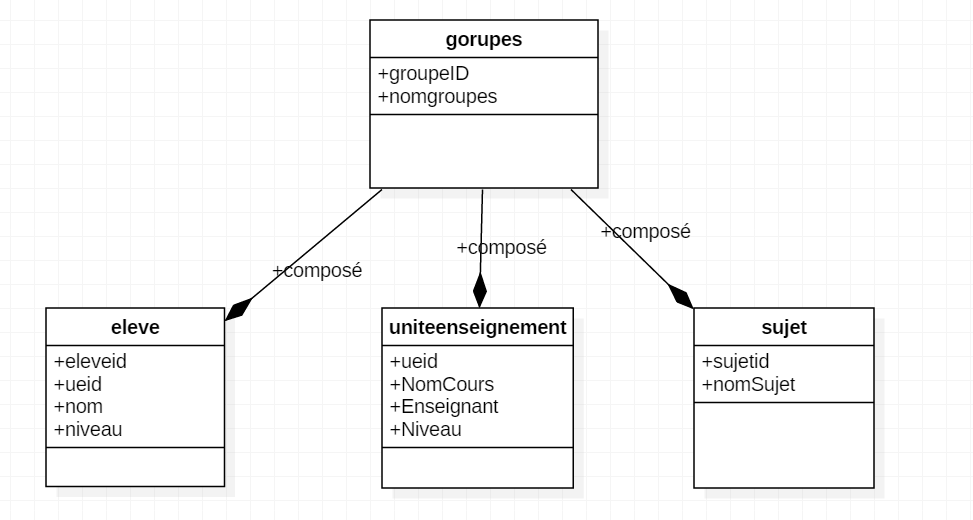 gorupes
+groupeID
+nomgroupes
+composé
+composé
+composé
eleve
+eleveid
+ueid
+nom
+niveau
uniteenseignement
+ueid
+NomCours
+Enseignant
+Niveau
sujet
+sujetid
+nomSujet